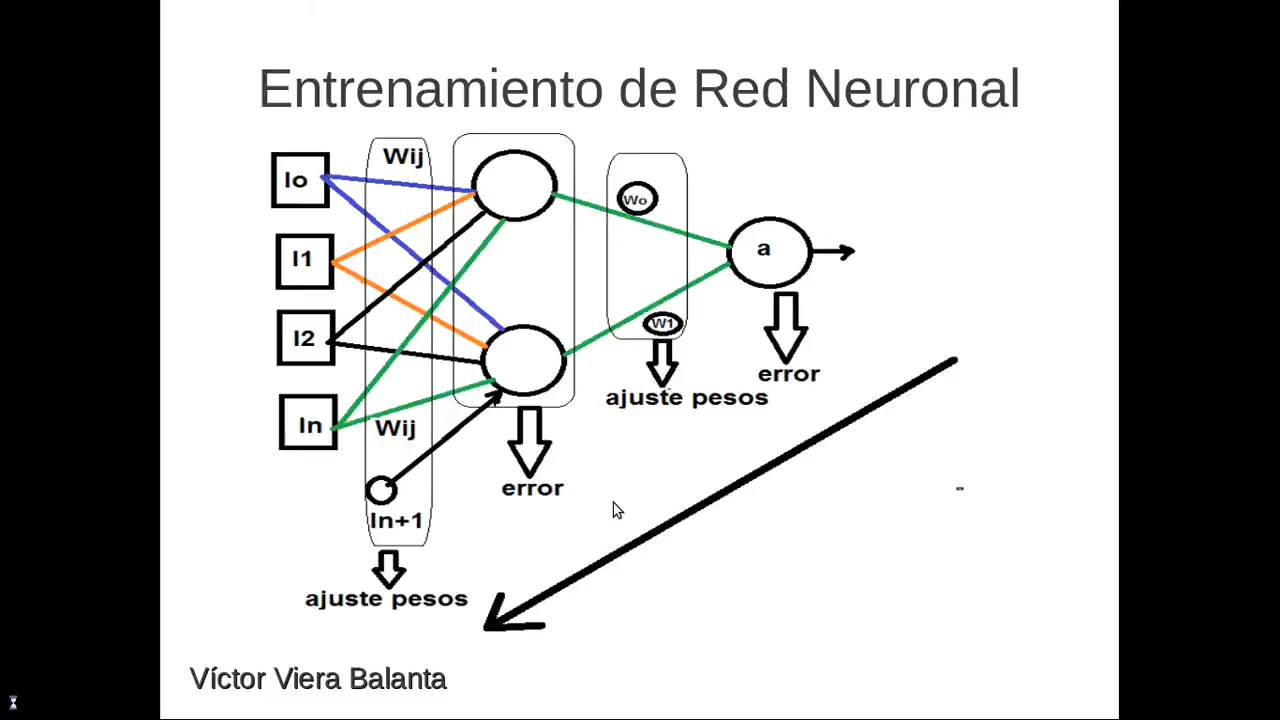 Entrenamiento de Red Neuronal
Io
Wij
Wo
I1
a
I2
W1
error
ajuste pesos
In
Wij
error
In+1
ajuste pesos
Víctor Viera Balanta